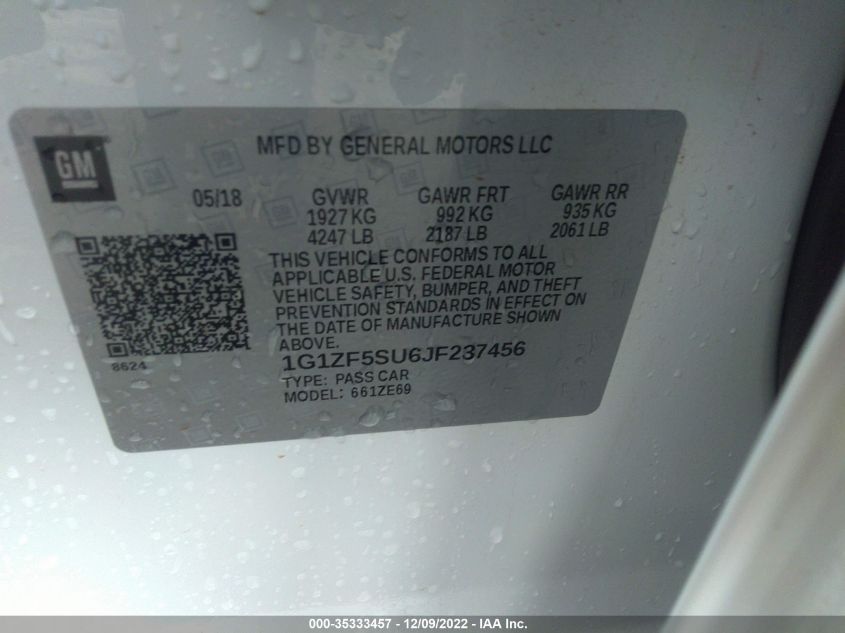 GM
MFD BY GENERAL MOTORS LLC
05/18 GVWR GAWR FRT GAWR RR
1927 KG 992 KG 935 KG
4247 LB 2187 LB 2061 LB
THIS VEHICLE CONFORMS TO ALL
APPLICABLE U.S. FEDERAL MOTOR
VEHICLE SAFETY, BUMPER, AND THEFT
PREVENTION STANDARDS IN EFFECT ON
THE DATE OF MANUFACTURE SHOWN
ABOVE.
8624
1G1ZF5SU6JF237456
TYPE: PASS CAR
MODEL: 661ZE69
000-35333457 - 12/09/2022 - IAA Inc.